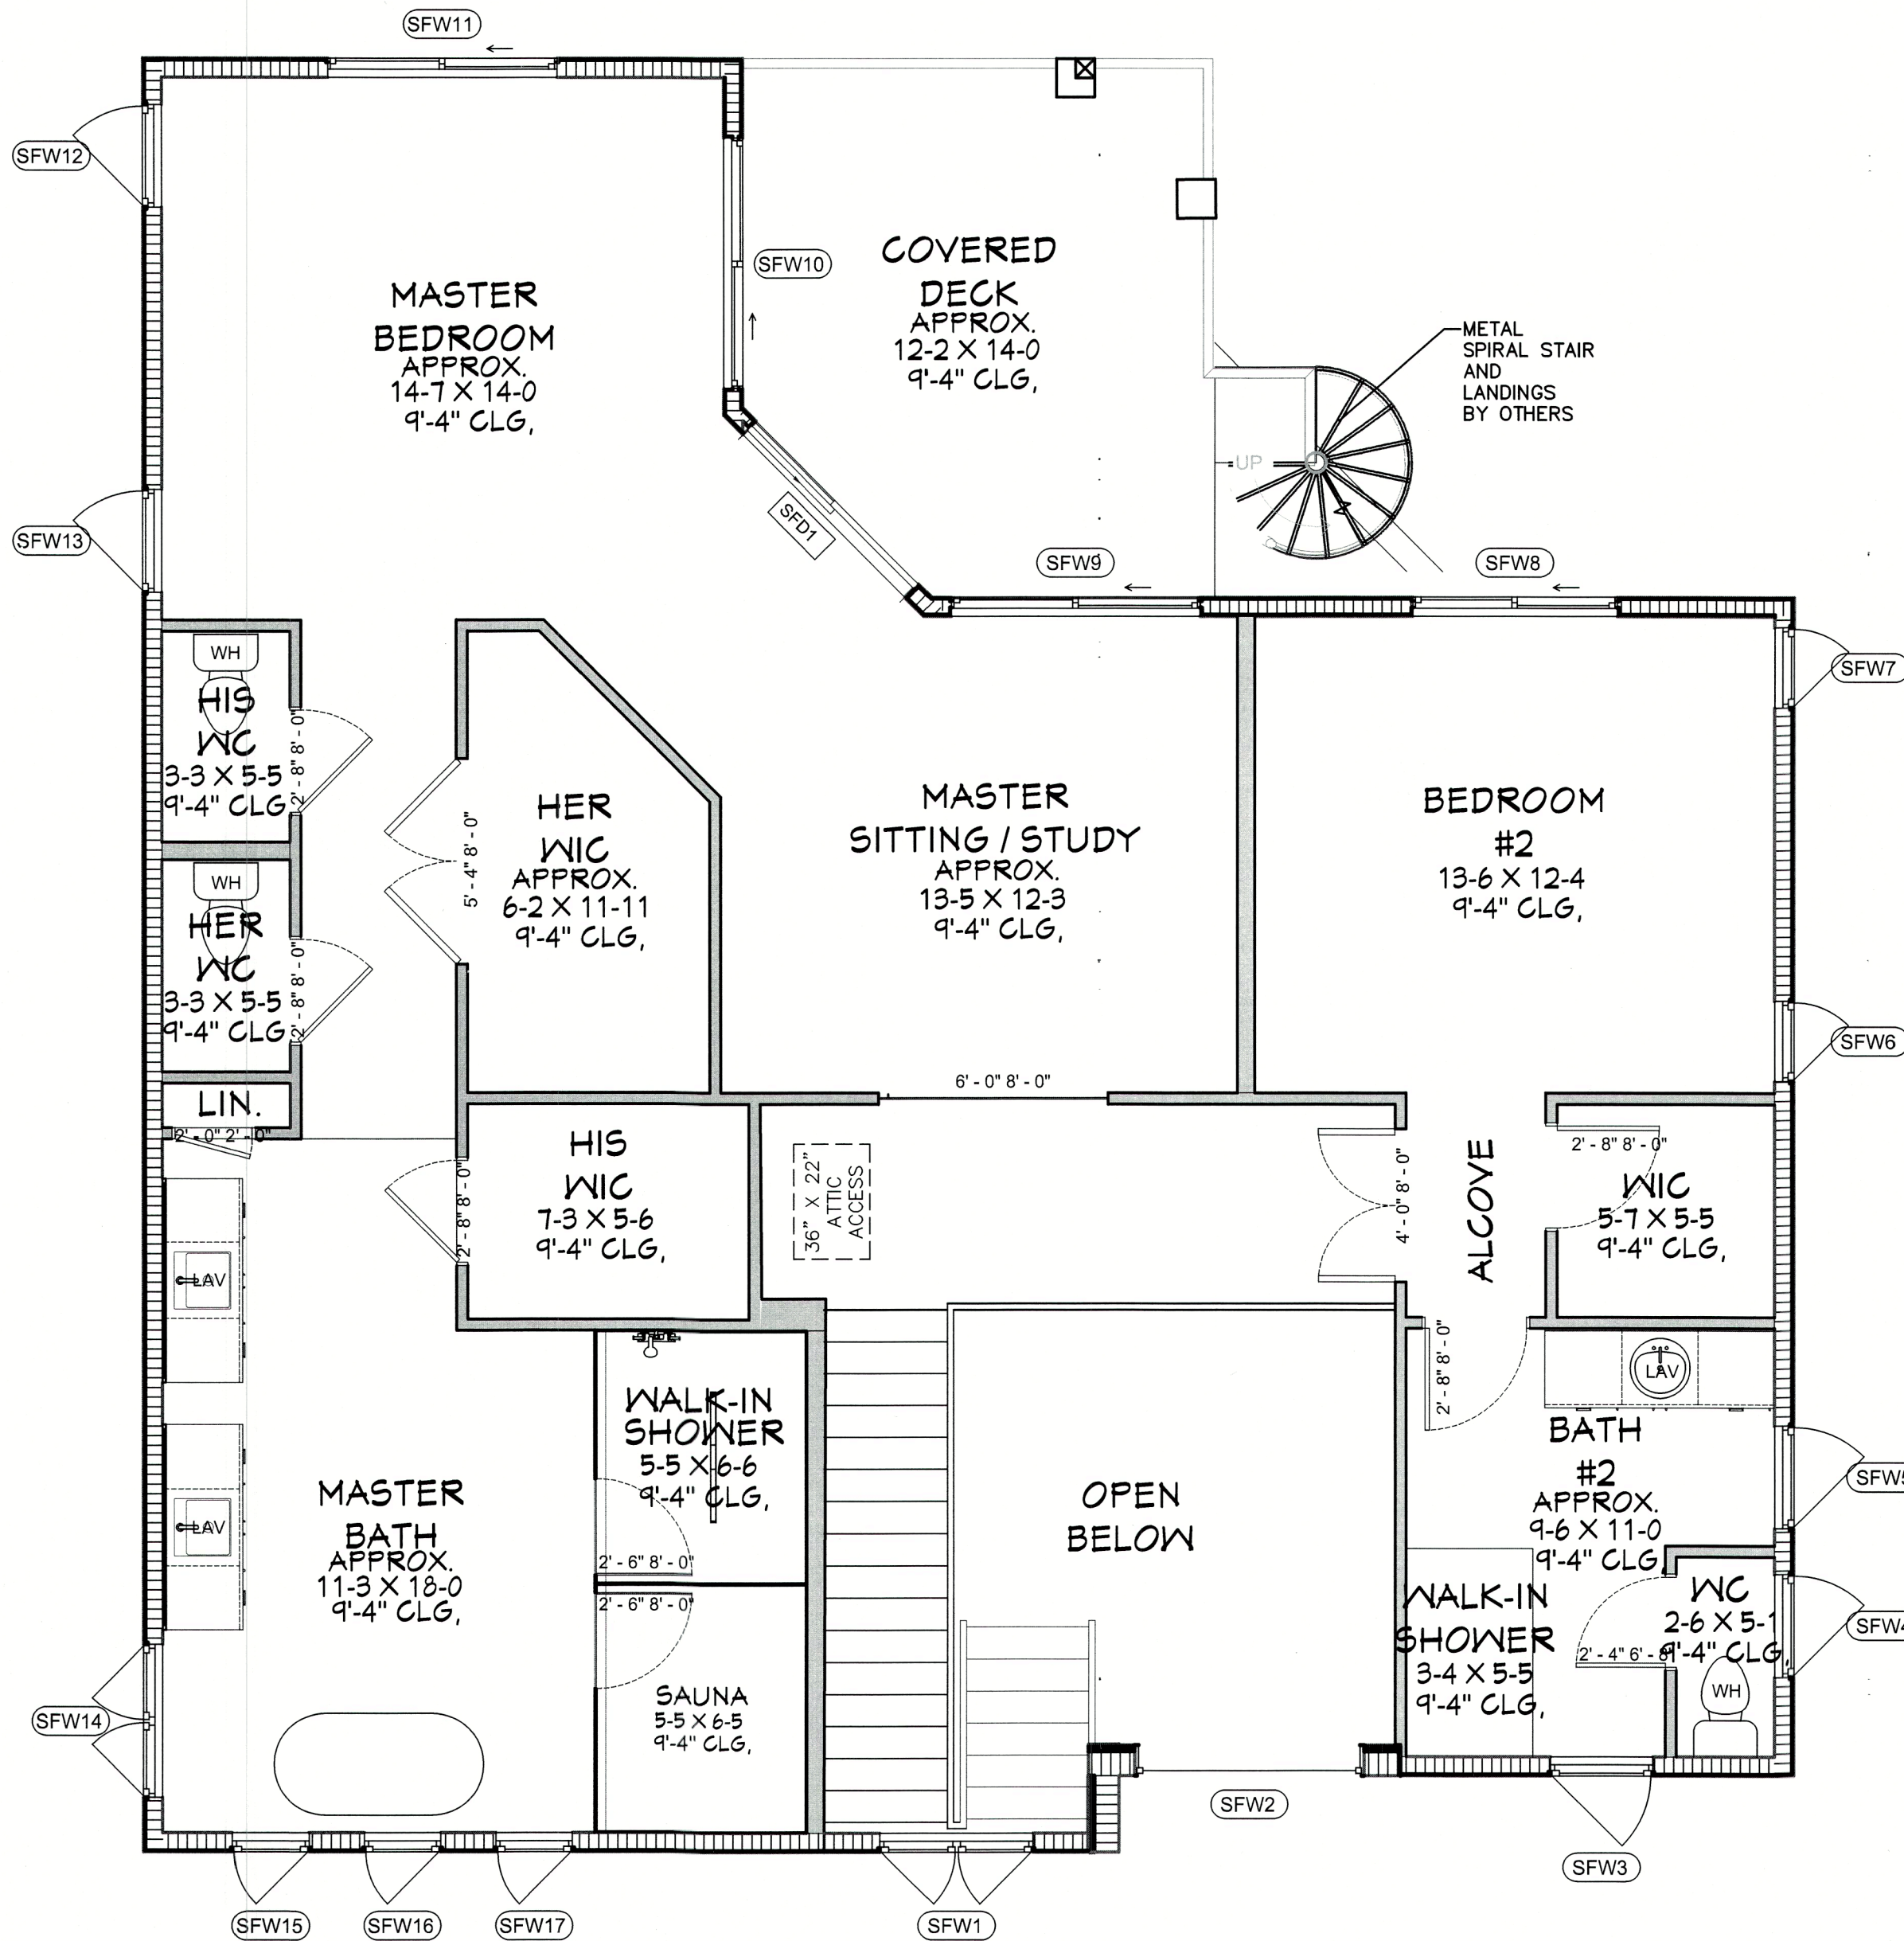 SFW11
SFW12
SFW10
SFW13
MASTER
BEDROOM
APPROX.
14-7 X 14-0
9'-4" CLG,
COVERED
DECK
APPROX.
12-2 X 14-0
9'-4" CLG,
METAL
SPIRAL STAIR
AND
LANDINGS
BY OTHERS
UP
SFD1
SFW9
SFW8
SFW7
SFW6
WH
HIS
WC
3-3 X 5-5
9'-4" CLG
2' - 8" 8' - 0"
WH
HER
WC
3-3 X 5-5
9'-4" CLG
2' - 8" 8' - 0"
LIN.
2' - 0" 2' - 0"
HER
WIC
APPROX.
6-2 X 11-11
9'-4" CLG,
5' - 4" 8' - 0"
MASTER
SITTING / STUDY
APPROX.
13-5 X 12-3
9'-4" CLG,
6' - 0" 8' - 0"
BEDROOM
#2
13-6 X 12-4
9'-4" CLG,
HIS
WIC
7-3 X 5-6
9'-4" CLG,
2' - 8" 8' - 0"
36" X 22"
ATTIC
ACCESS
4' - 0" 8' - 0"
ALCOVE
2' - 8" 8' - 0"
WIC
5-7 X 5-5
9'-4" CLG,
LAV
LAV
MASTER
BATH
APPROX.
11-3 X 18-0
9'-4" CLG,
WALK-IN
SHOWER
5-5 X 6-6
9'-4" CLG,
2' - 6" 8' - 0"
2' - 6" 8' - 0"
SAUNA
5-5 X 6-5
9'-4" CLG,
OPEN
BELOW
2' - 8" 8' - 0"
LAV
BATH
#2
APPROX.
9-6 X 11-0
9'-4" CLG
WALK-IN
SHOWER
3-4 X 5-5
9'-4" CLG,
WC
2-6 X 5-1
9'-4" CLG,
2' - 4" 6' - 8"
WH
SFW5
SFW4
SFW14
SFW2
SFW3
SFW15
SFW16
SFW17
SFW1